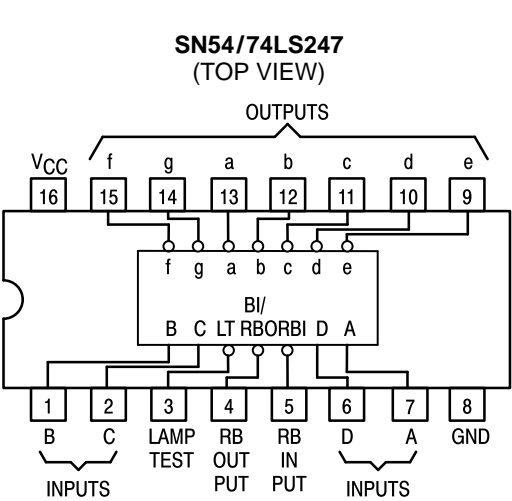 SN54/74LS247
(TOP VIEW)
OUTPUTS
VCC f g a b c d e
16 15 14 13 12 11 10 9
f g a b c d e
BI/
B C LT RBORBI D A
1 2 3 4 5 6 7 8
B C LAMP RB RB D A GND
TEST OUT IN
PUT PUT
INPUTS INPUTS